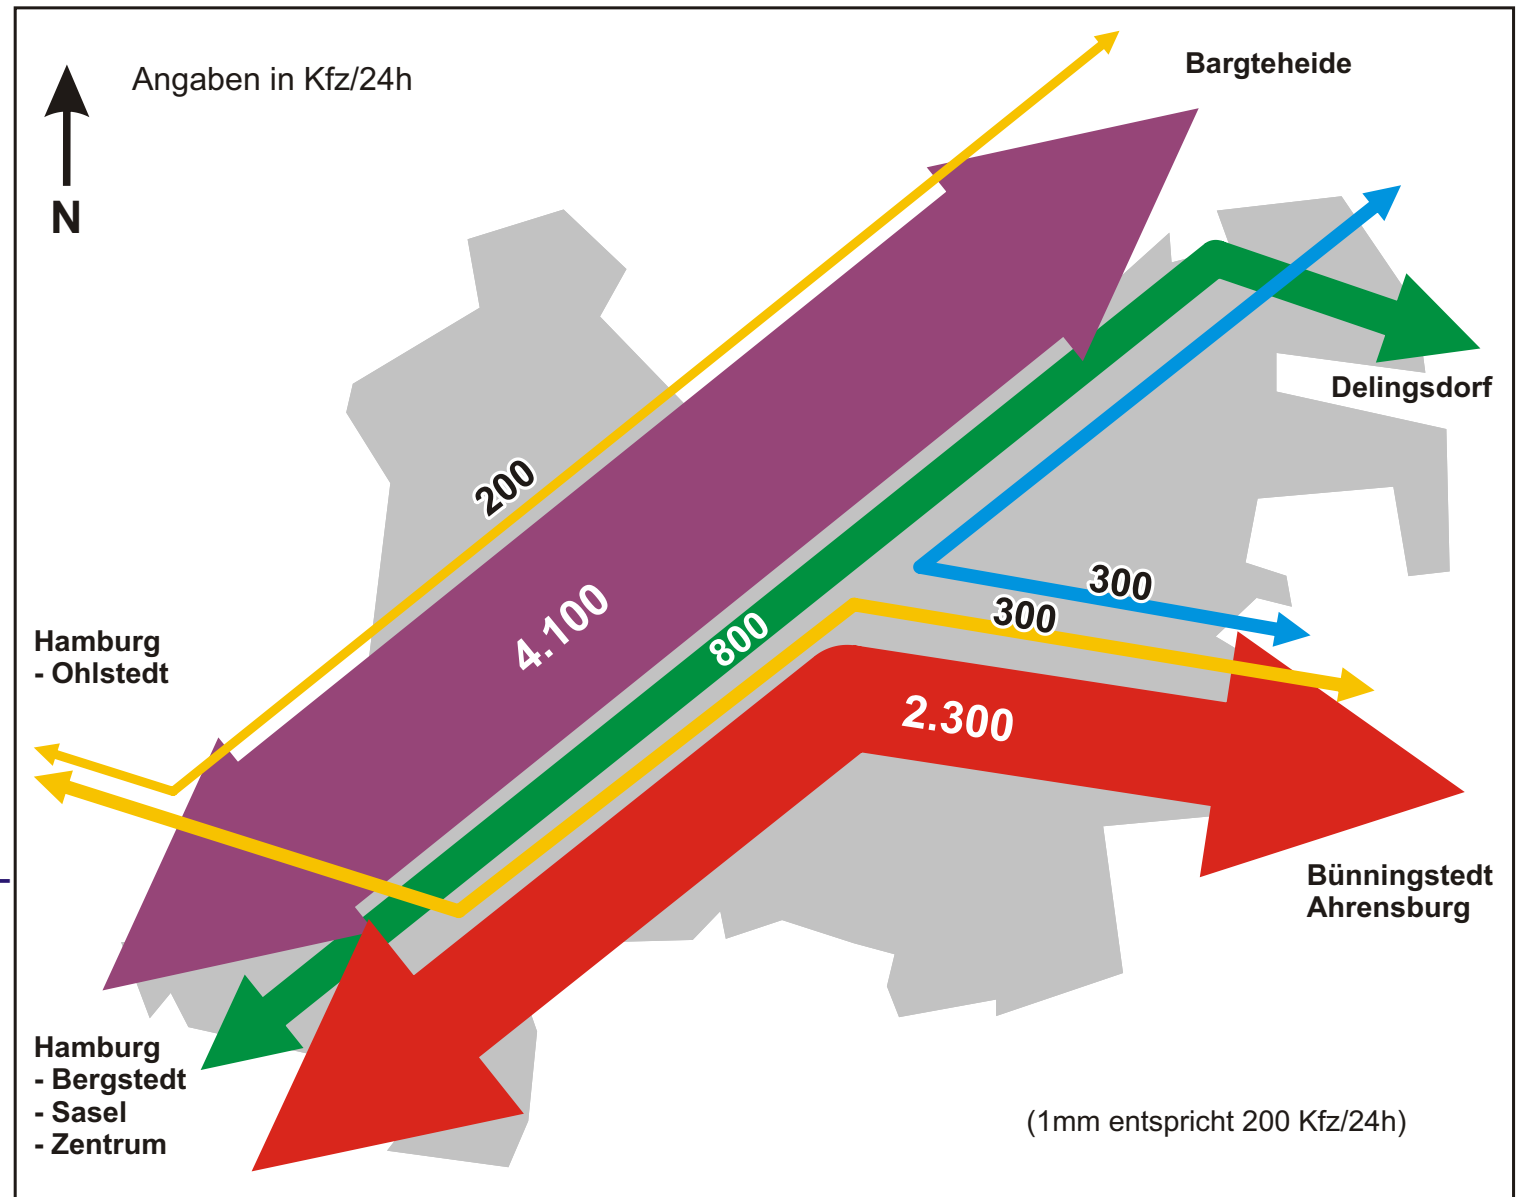 Angaben in Kfz/24h
Bargteheide
N
Delingsdorf
200
4.100
800
300
300
Hamburg
- Ohlstedt
2.300
Bünningstedt
Ahrensburg
Hamburg
- Bergstedt
- Sasel
- Zentrum
(1mm entspricht 200 Kfz/24h)